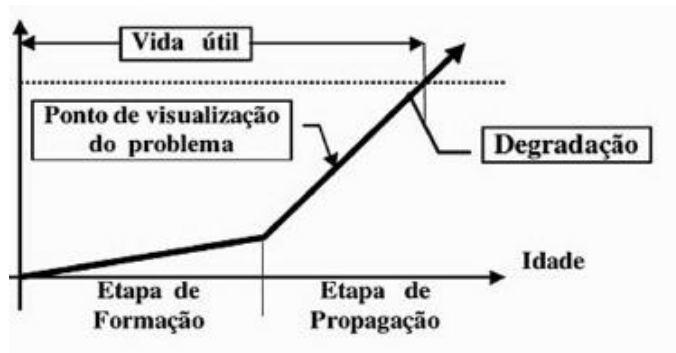 Vida útil
Ponto de visualização
do problema
Degradação
Idade
Etapa de
Formação
Etapa de
Propagação